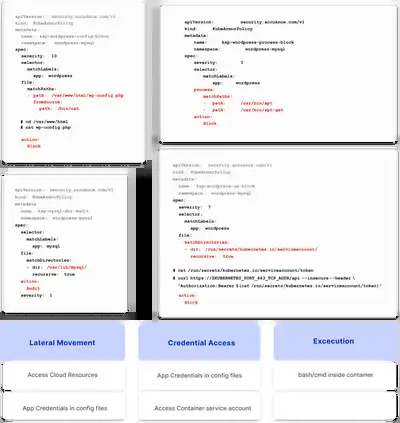 apiVersion: security.accuknox.com/v1
kind: KubeArmorPolicy
metadata:
name: ksp-wordpress-config-block
namespace: wordpress-mysql
spec:
severity: 10
selector:
matchLabels:
app: wordpress
file:
matchPaths:
- path: /var/www/html/wp-config.php
fromSource:
path: /bin/cat
# cd /var/www/html
# cat wp-config.php
action:
Block
apiVersion: security.accuknox.com/v1
kind: KubeArmorPolicy
metadata:
name: ksp-wordpress-process-block
namespace: wordpress-mysql
spec:
severity: 3
selector:
matchLabels:
app: wordpress
process:
matchPaths:
- path: /usr/bin/apt
- path: /usr/bin/apt-get
action:
Block
apiVersion: security.accuknox.com/v1
kind: KubeArmorPolicy
metadata
name: ksp-mysql-dir-audit
namespace: wordpress-mysql
spec:
selector:
matchLabel:
app: mysql
file:
matchDirectories:
- dir: /var/lib/mysql/
recursive: true
action:
Audit
severity: 1
apiVersion: security.accuknox.com/v1
kind: KubeArmorPolicy
metadata:
name: ksp-wordpress-sa-block
namespace: wordpress-mysql
spec:
severity: 7
selector:
matchLabels:
app: wordpress
file:
matchDirectories:
- dir: /run/secrets/kubernetes.io/serviceaccount/
recursive: true
# cat /run/secrets/kubernetes.io/serviceaccount/token
# curl https://$KUBERNETES_PORT_443_TCP_ADDR/api --insecure --header \
"Authorization: Bearer $(cat /run/secrets/kubernetes.io/serviceaccount/token)"
action:
Block
Lateral Movement
Credential Access
Excecution
Access Cloud Resources
App Credentials in config files
bash/cmd inside container
App Credentials in config files
Access Container service account